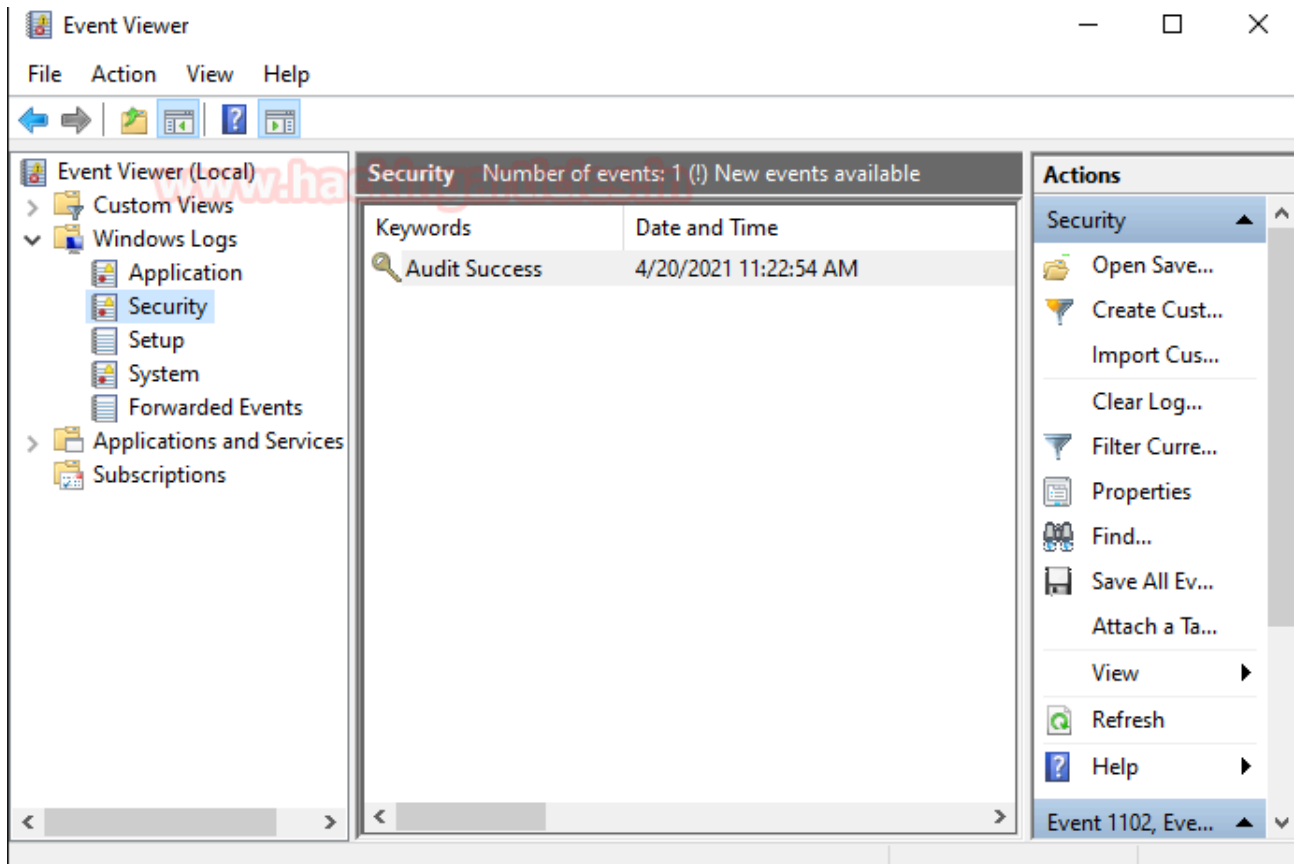 Event Viewer
File Action View Help
Event Viewer (Local)
Custom Views
Windows Logs
Application
Security
Setup
System
Forwarded Events
Applications and Services
Subscriptions
Security Number of events: 1 (!) New events available
Keywords Date and Time
Audit Success 4/20/2021 11:22:54 AM
Actions
Security
Open Save...
Create Cust...
Import Cus...
Clear Log...
Filter Curre...
Properties
Find...
Save All Ev...
Attach a Ta...
View
Refresh
Help
Event 1102, Eve...
www.hackingarticles.in